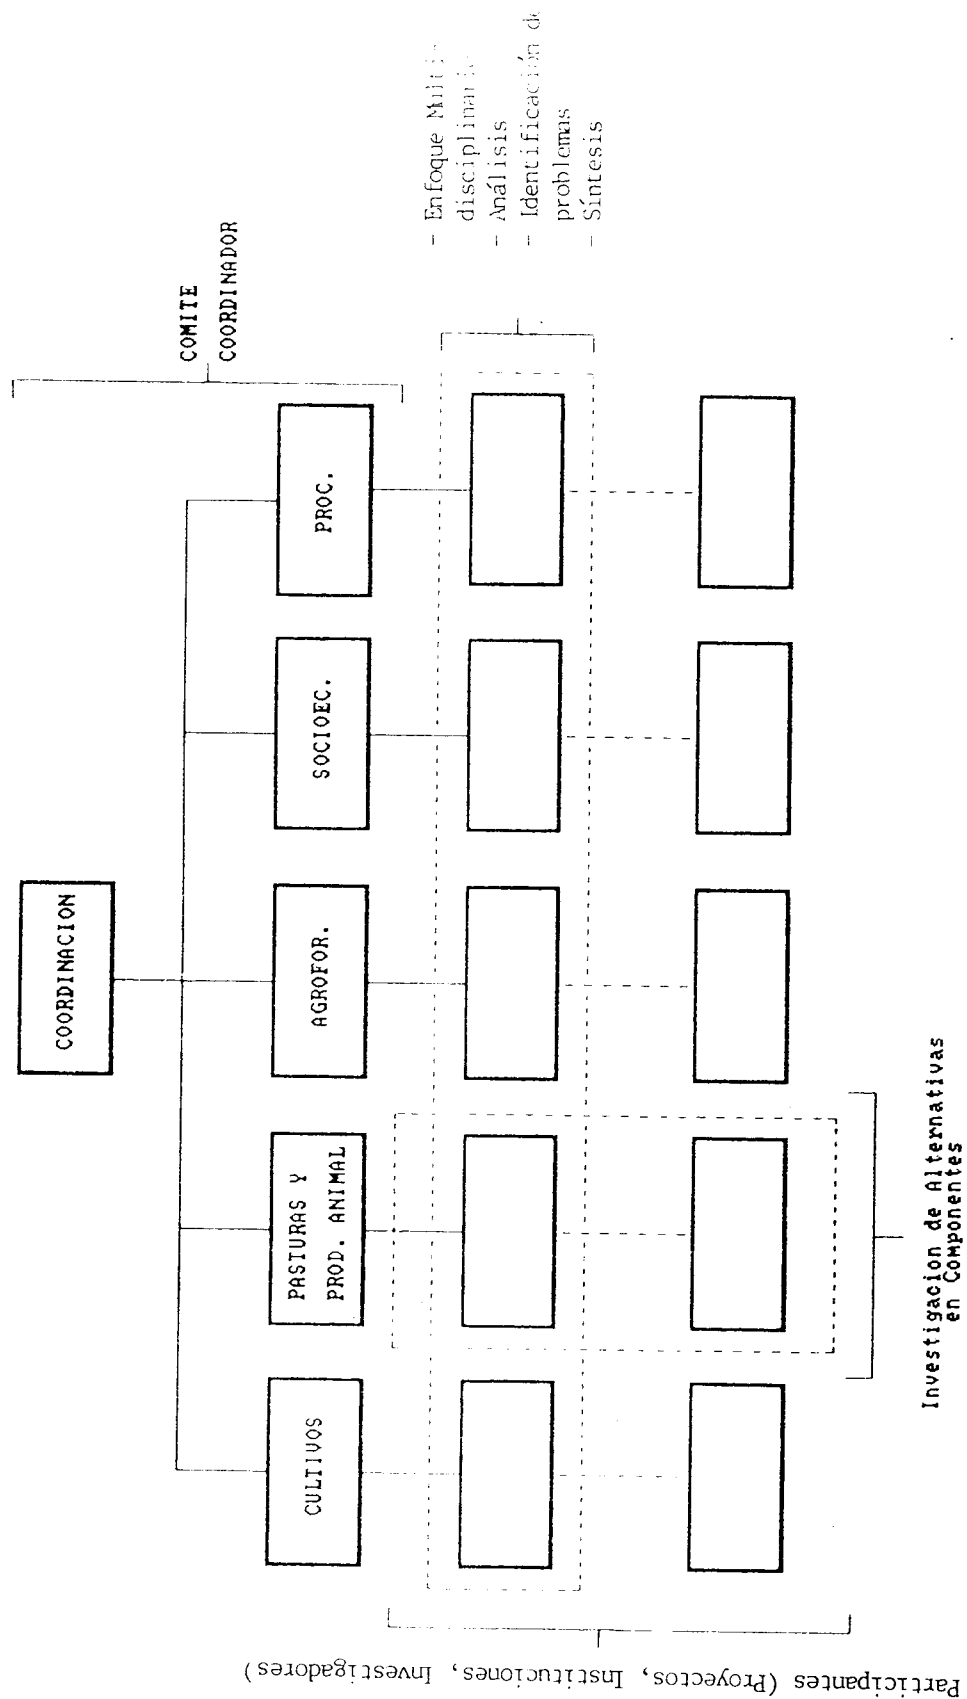 COORDINACION
COMITE
COORDINADOR
CULTIVOS
PASTURAS Y
PROD. ANIMAL
AGROFOR.
SOCIOEC.
PROC.
- Enfoque Multi-
disciplinario
- Análisis
- Identificación de
problemas
- Síntesis
Participantes (Proyectos, Instituciones, Investigadores)
Investigacion de Alternativas
en Componentes